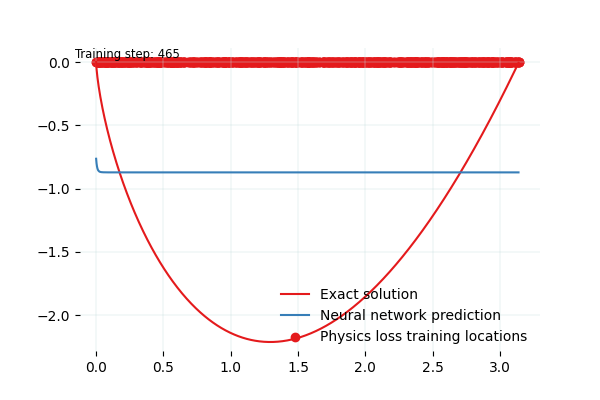 Training step: 465
0.0
−0.5
−1.0
−1.5
−2.0
Exact solution
Neural network prediction
Physics loss training locations
0.0 0.5 1.0 1.5 2.0 2.5 3.0